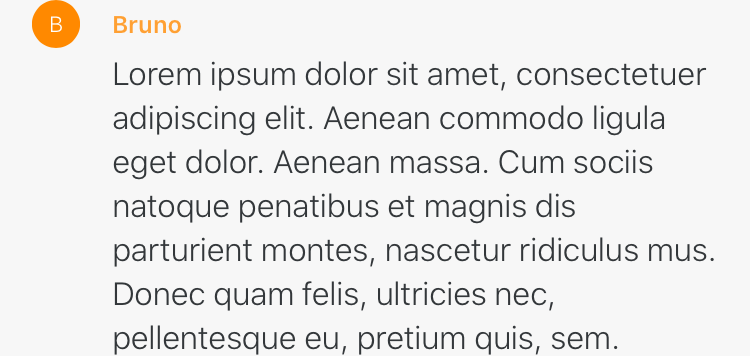 B
Bruno
Lorem ipsum dolor sit amet, consectetuer
adipiscing elit. Aenean commodo ligula
eget dolor. Aenean massa. Cum sociis
natoque penatibus et magnis dis
parturient montes, nascetur ridiculus mus.
Donec quam felis, ultricies nec,
pellentesque eu, pretium quis, sem.